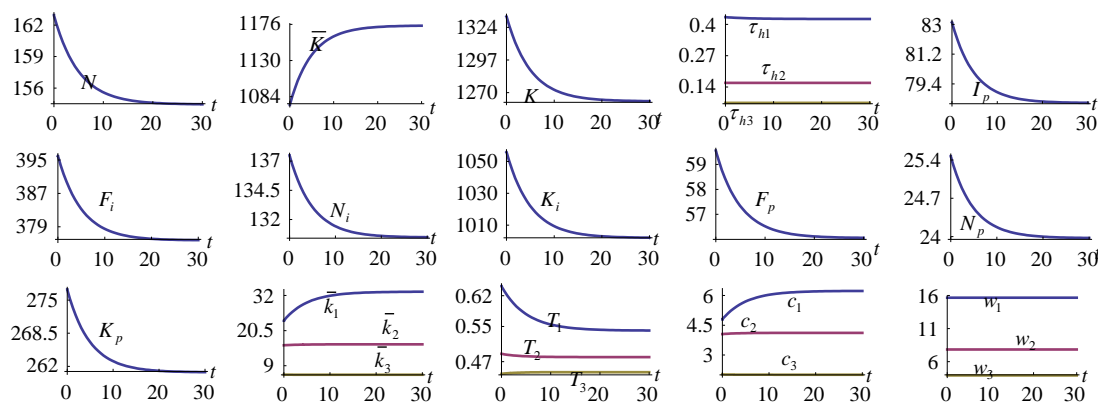 162
159
156
N
0 10 20 30
t
1176
1130
1084
K̄
0 10 20 30
t
1324
1297
1270
K
0 10 20 30
t
0.4
0.27
0.14
τh1
τh2
τh3
0 10 20 30
t
83
81.2
79.4
Ip
0 10 20 30
t
395
387
379
Fi
0 10 20 30
t
137
134.5
132
Ni
0 10 20 30
t
1050
1030
1010
Ki
0 10 20 30
t
59
58
57
Fp
0 10 20 30
t
25.4
24.7
24
Np
0 10 20 30
t
275
268.5
262
Kp
0 10 20 30
t
32
20.5
9
k̄1
k̄2
k̄3
0 10 20 30
t
0.62
0.55
0.47
T1
T2
T3
0 10 20 30
t
6
4.5
3
c1
c2
c3
0 10 20 30
t
16
11
6
w1
w2
w3
0 10 20 30
t